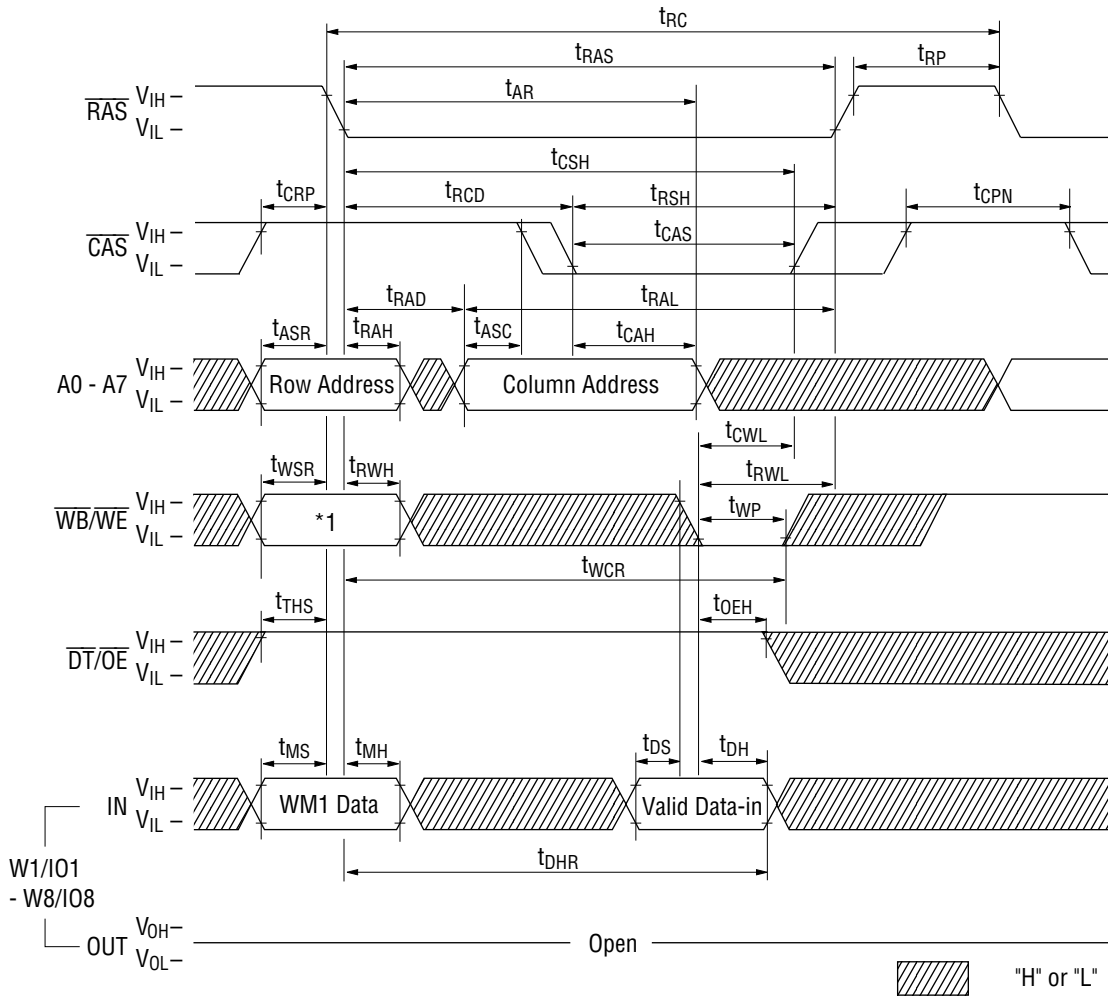 tRC
tRAS
tRP
tAR
RAS
VIH –
VIL –
tCSH
tCRP
tRCD
tRSH
tCPN
CAS
VIH –
VIL –
tCAS
tRAD
tRAL
tASR
tRAH
tASC
tCAH
A0 - A7
VIH –
VIL –
Row Address
Column Address
tCWL
tWSR
tRWH
tRWL
WB/WE
VIH –
VIL –
*1
tWP
tWCR
tTHS
tOEH
DT/OE
VIH –
VIL –
tMS
tMH
tDS
tDH
IN
VIH –
VIL –
WM1 Data
Valid Data-in
tDHR
W1/IO1
- W8/IO8
OUT
VOH–
VOL–
Open
"H" or "L"